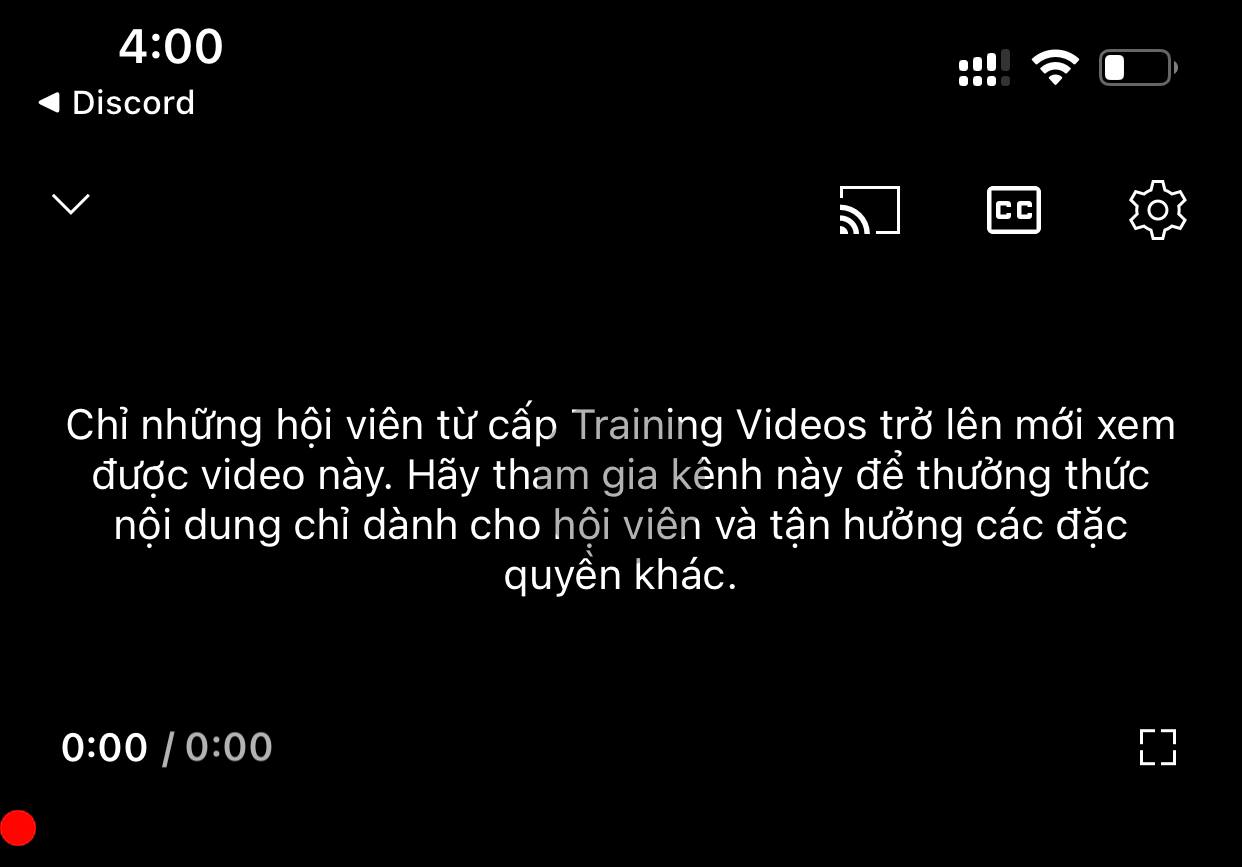 4:00
◀ Discord
CC
Chỉ những hội viên từ cấp Training Videos trở lên mới xem
được video này. Hãy tham gia kênh này để thưởng thức
nội dung chỉ dành cho hội viên và tận hưởng các đặc
quyền khác.
0:00 / 0:00